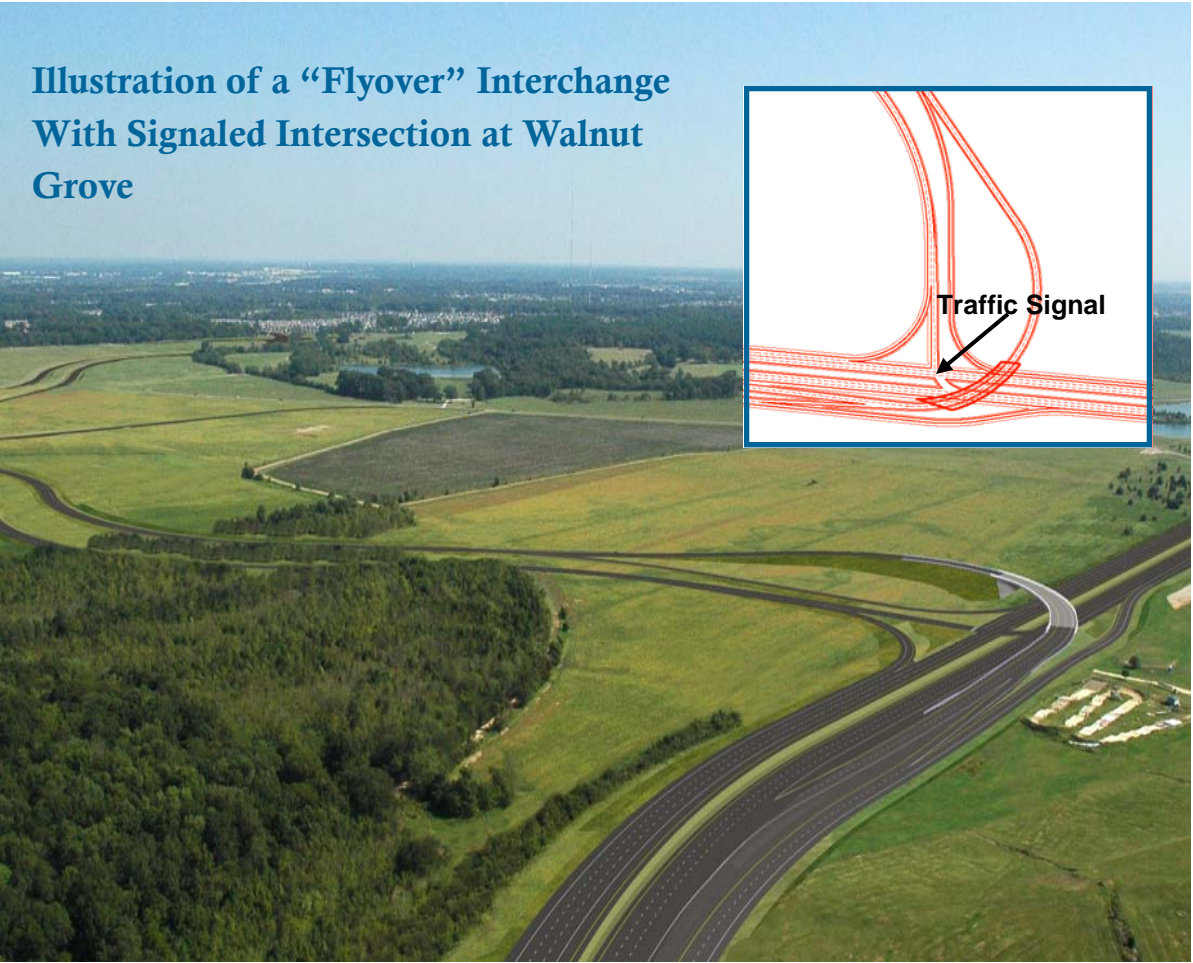 Illustration of a “Flyover” Interchange
With Signaled Intersection at Walnut
Grove
Traffic Signal